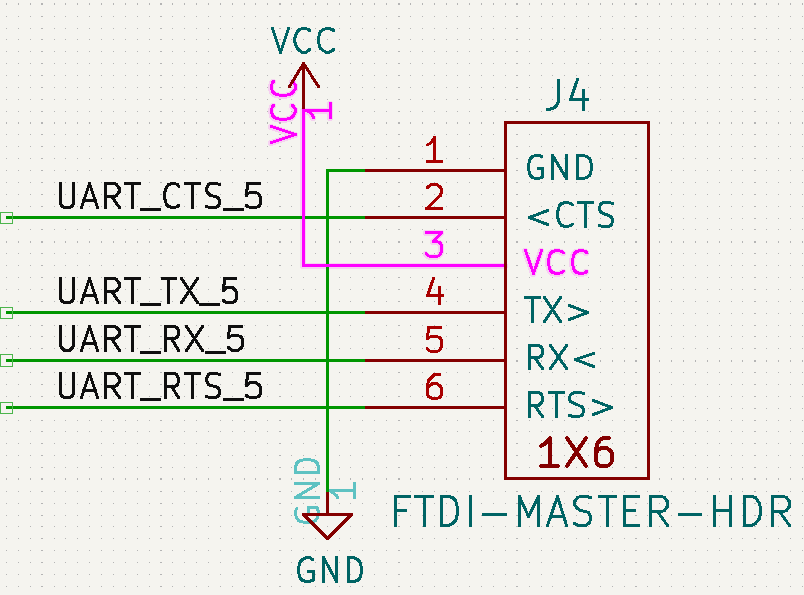 VCC
VCC
1
J4
1
GND
UART_CTS_5
2
<CTS
3
VCC
UART_TX_5
4
TX>
UART_RX_5
5
RX<
UART_RTS_5
6
RTS>
1X6
GND
1
FTDI-MASTER-HDR
GND